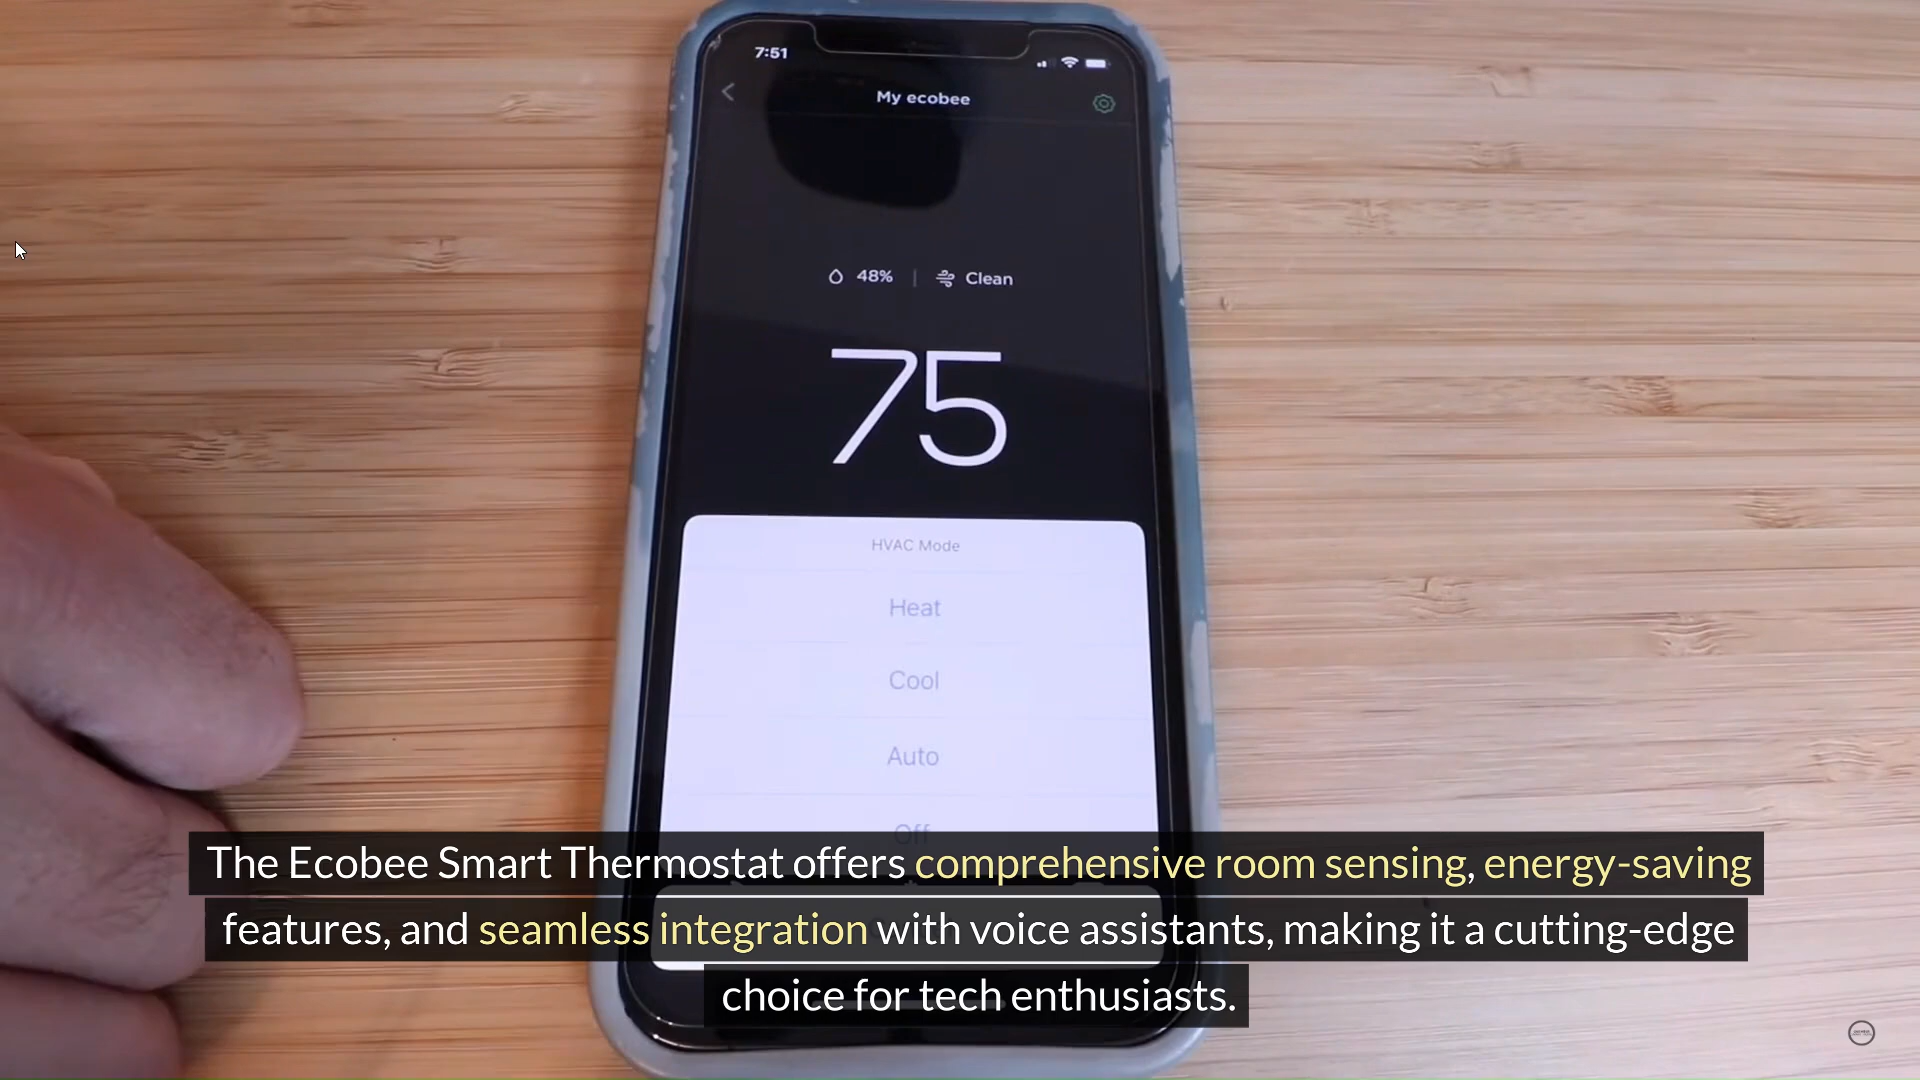 7:51
My ecobee
48% | Clean
75
HVAC Mode
Heat
Cool
Auto
Off
The Ecobee Smart Thermostat offers comprehensive room sensing, energy-saving
features, and seamless integration with voice assistants, making it a cutting-edge
choice for tech enthusiasts.